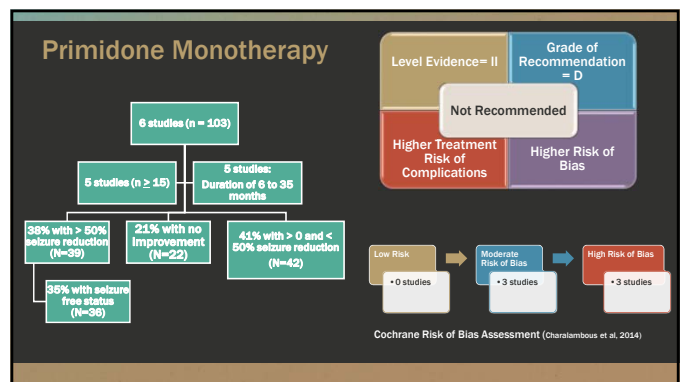 Primidone Monotherapy
6 studies (n = 103)
5 studies (n > 15)
5 studies:
Duration of 6 to 35
months
38% with > 50%
seizure reduction
(N=39)
21% with no
improvement
(N=22)
41% with > 0 and <
50% seizure reduction
(N=42)
35% with seizure
free status
(N=36)
Level Evidence= II
Grade of
Recommendation
= D
Not Recommended
Higher Treatment
Risk of
Complications
Higher Risk of
Bias
Low Risk
• 0 studies
Moderate
Risk of Bias
• 3 studies
High Risk of Bias
• 3 studies
Cochrane Risk of Bias Assessment (Charalambous et al, 2014)